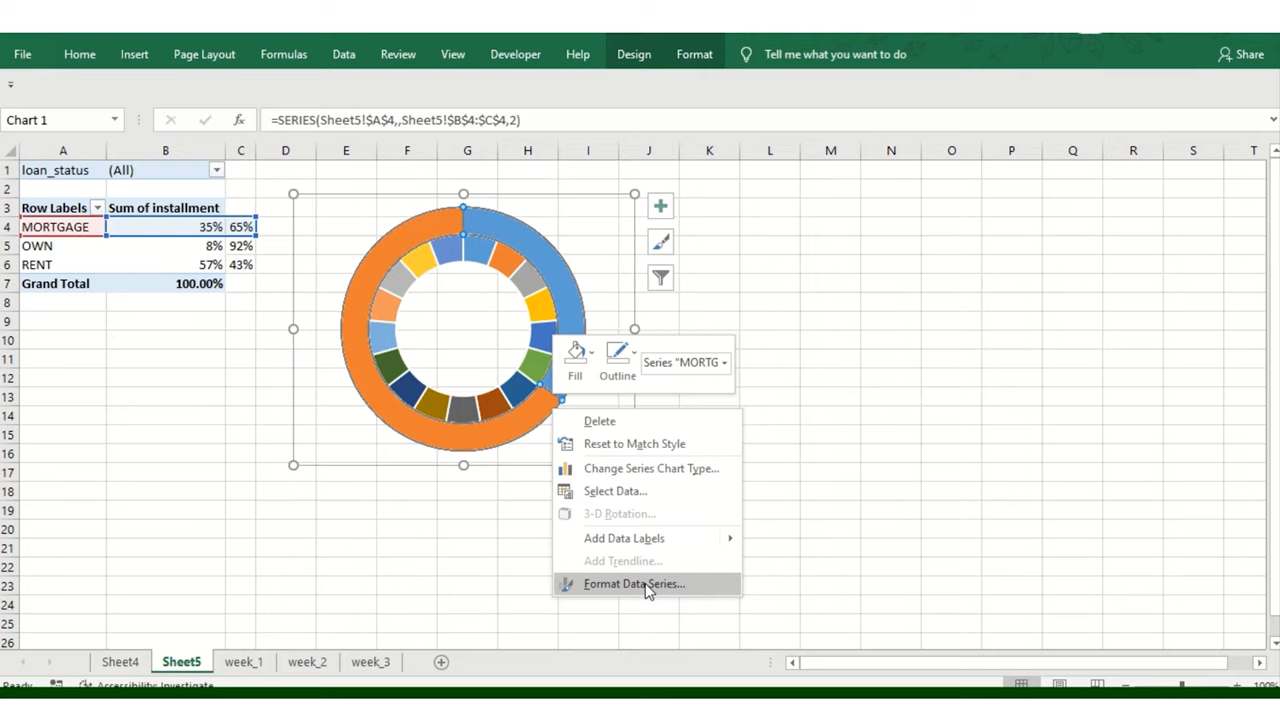 File Home Insert Page Layout Formulas Data Review View Developer Help Design Format Tell me what you want to do Share
Chart 1 fx =SERIES(Sheet5!$A$4,,Sheet5!$B$4:$C$4,2)
A B C D E F G H I J K L M N O P Q R S T
1 loan_status (All)
2
3 Row Labels Sum of installment
4 MORTGAGE 35% 65%
5 OWN 8% 92%
6 RENT 57% 43%
7 Grand Total 100.00%
8
9
10
11
12
13
14
15
16
17
18
19
20
21
22
23
24
25
26
Fill Outline Series "MORTG
Delete
Reset to Match Style
Change Series Chart Type...
Select Data...
3-D Rotation...
Add Data Labels
Add Trendline...
Format Data Series...
Sheet4 Sheet5 week_1 week_2 week_3
Ready Accessibility: Investigate 100%